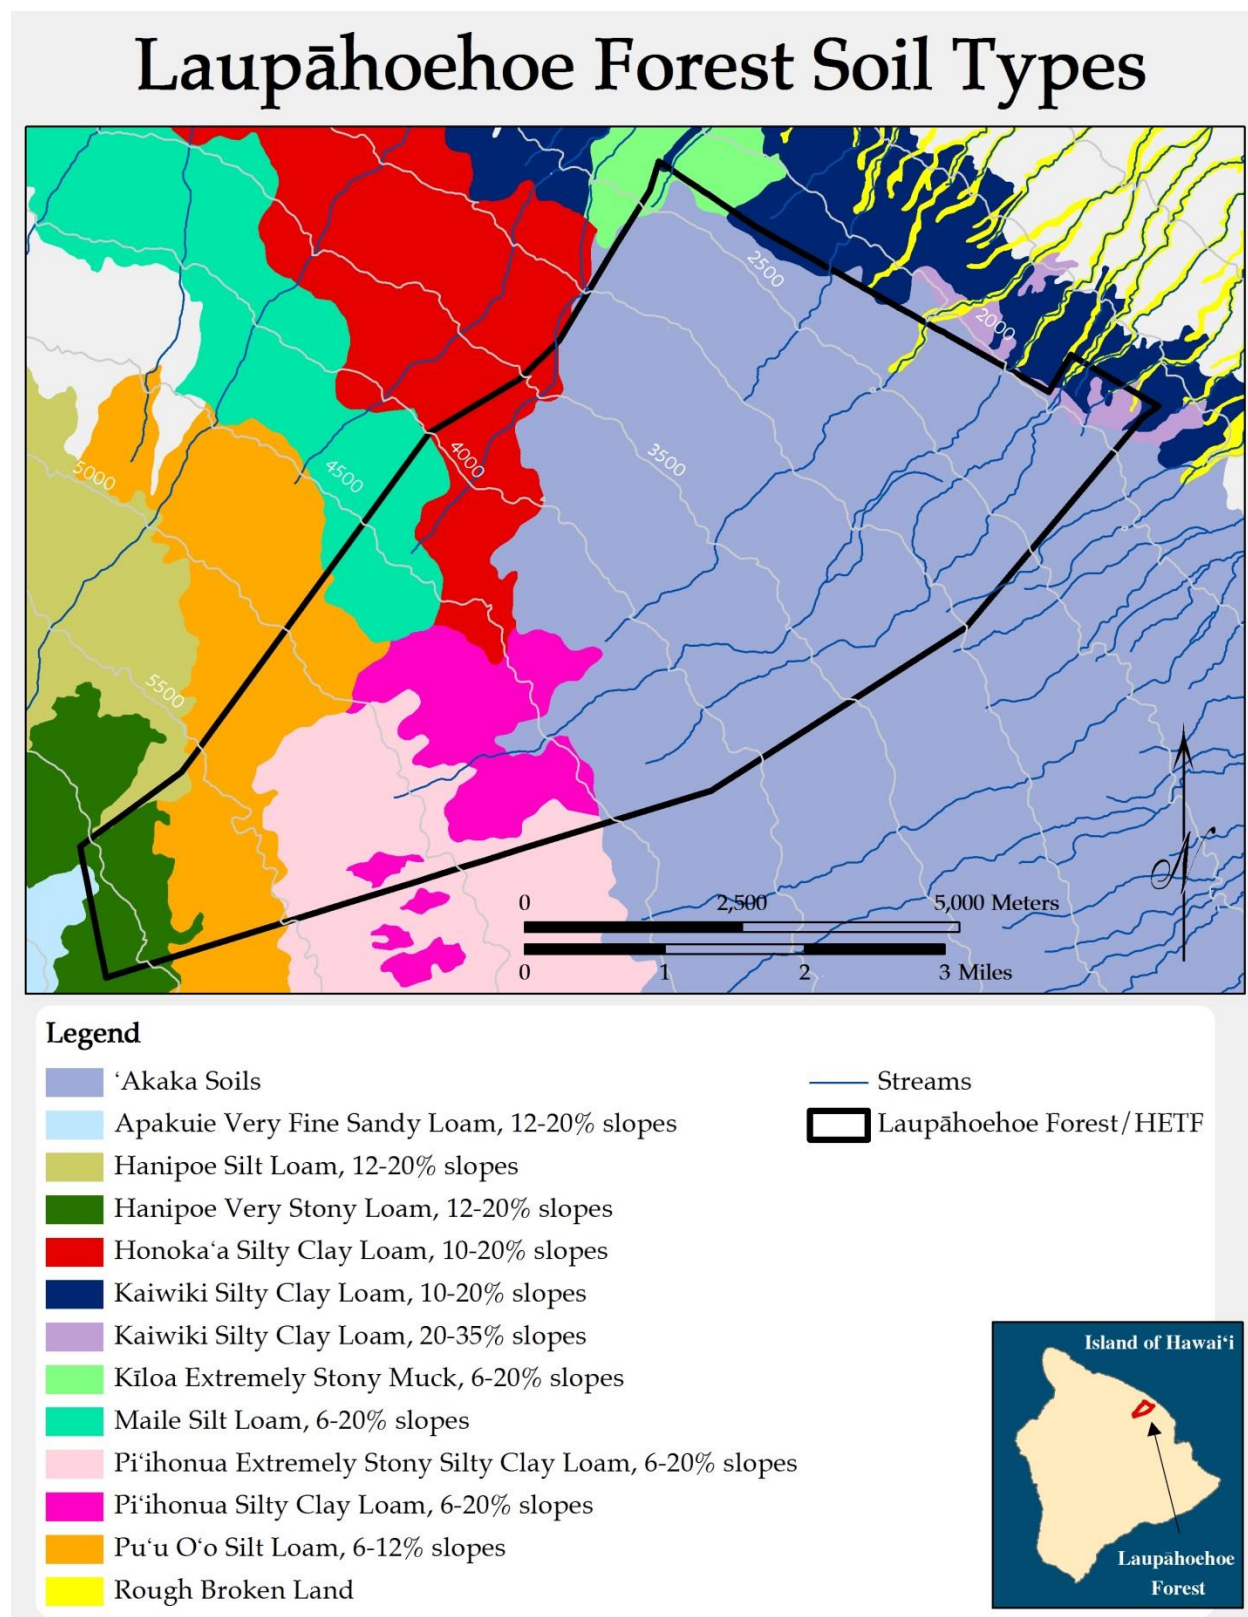 Laupāhoehoe Forest Soil Types
2500
2000
3500
4000
4500
5000
5500
N
0 2,500 5,000 Meters
0 1 2 3 Miles
Legend
ʻAkaka Soils
Apakuie Very Fine Sandy Loam, 12-20% slopes
Hanipoe Silt Loam, 12-20% slopes
Hanipoe Very Stony Loam, 12-20% slopes
Honokaʻa Silty Clay Loam, 10-20% slopes
Kaiwiki Silty Clay Loam, 10-20% slopes
Kaiwiki Silty Clay Loam, 20-35% slopes
Kīloa Extremely Stony Muck, 6-20% slopes
Maile Silt Loam, 6-20% slopes
Piʻihonua Extremely Stony Silty Clay Loam, 6-20% slopes
Piʻihonua Silty Clay Loam, 6-20% slopes
Puʻu Oʻo Silt Loam, 6-12% slopes
Rough Broken Land
Streams
Laupāhoehoe Forest/HETF
Island of Hawaiʻi
Laupāhoehoe
Forest